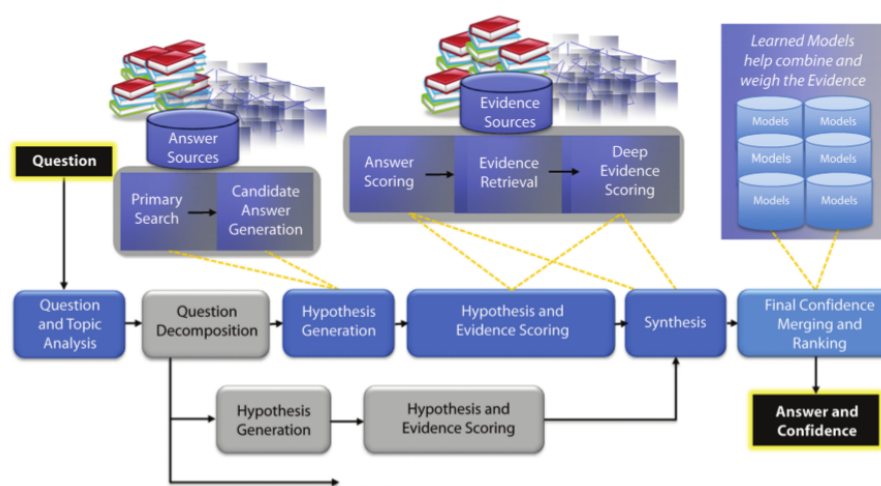 Learned Models
help combine and
weigh the Evidence
Models
Models
Models
Models
Models
Models
Answer
Sources
Evidence
Sources
Question
Primary
Search
Candidate
Answer
Generation
Answer
Scoring
Evidence
Retrieval
Deep
Evidence
Scoring
Question
and Topic
Analysis
Question
Decomposition
Hypothesis
Generation
Hypothesis and
Evidence Scoring
Synthesis
Final Confidence
Merging and
Ranking
Hypothesis
Generation
Hypothesis and
Evidence Scoring
Answer and
Confidence